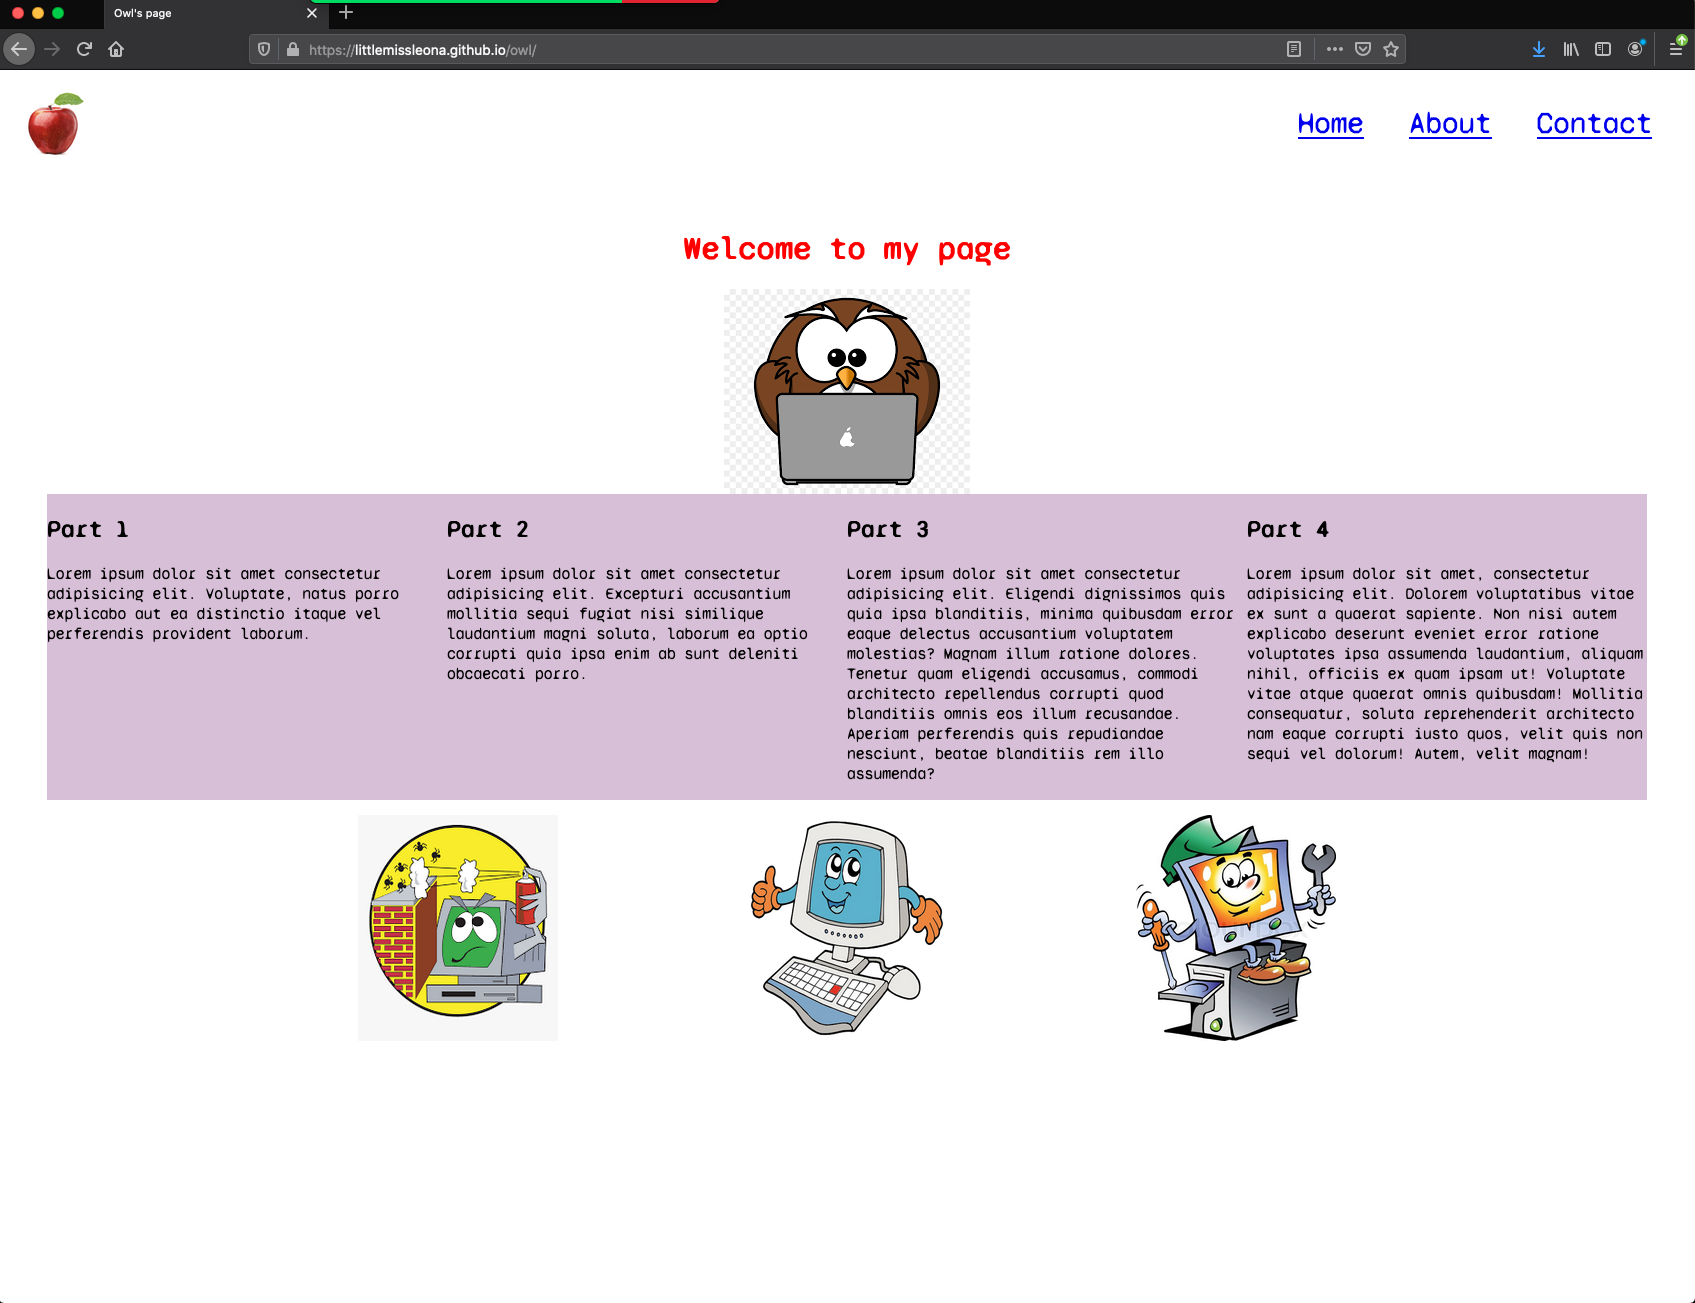 Owl's page
https://littlemissleona.github.io/owl/
Home About Contact
Welcome to my page
Part 1
Lorem ipsum dolor sit amet consectetur
adipisicing elit. Voluptate, natus porro
explicabo aut ea distinctio itaque vel
perferendis provident laborum.
Part 2
Lorem ipsum dolor sit amet consectetur
adipisicing elit. Excepturi accusantium
mollitia sequi fugiat nisi similique
laudantium magni soluta, laborum ea optio
corrupti quia ipsa enim ab sunt deleniti
obcaecati porro.
Part 3
Lorem ipsum dolor sit amet consectetur
adipisicing elit. Eligendi dignissimos quis
quia ipsa blanditiis, minima quibusdam error
eaque delectus accusantium voluptatem
molestias? Magnam illum ratione dolores.
Tenetur quam eligendi accusamus, commodi
architecto repellendus corrupti quod
blanditiis omnis eos illum recusandae.
Aperiam perferendis quis repudiandae
nesciunt, beatae blanditiis rem illo
assumenda?
Part 4
Lorem ipsum dolor sit amet, consectetur
adipisicing elit. Dolorem voluptatibus vitae
ex sunt a quaerat sapiente. Non nisi autem
explicabo deserunt eveniet error ratione
voluptates ipsa assumenda laudantium, aliquam
nihil, officiis ex quam ipsam ut! Voluptate
vitae atque quaerat omnis quibusdam! Mollitia
consequatur, soluta reprehenderit architecto
nam eaque corrupti iusto quos, velit quis non
sequi vel dolorum! Autem, velit magnam!